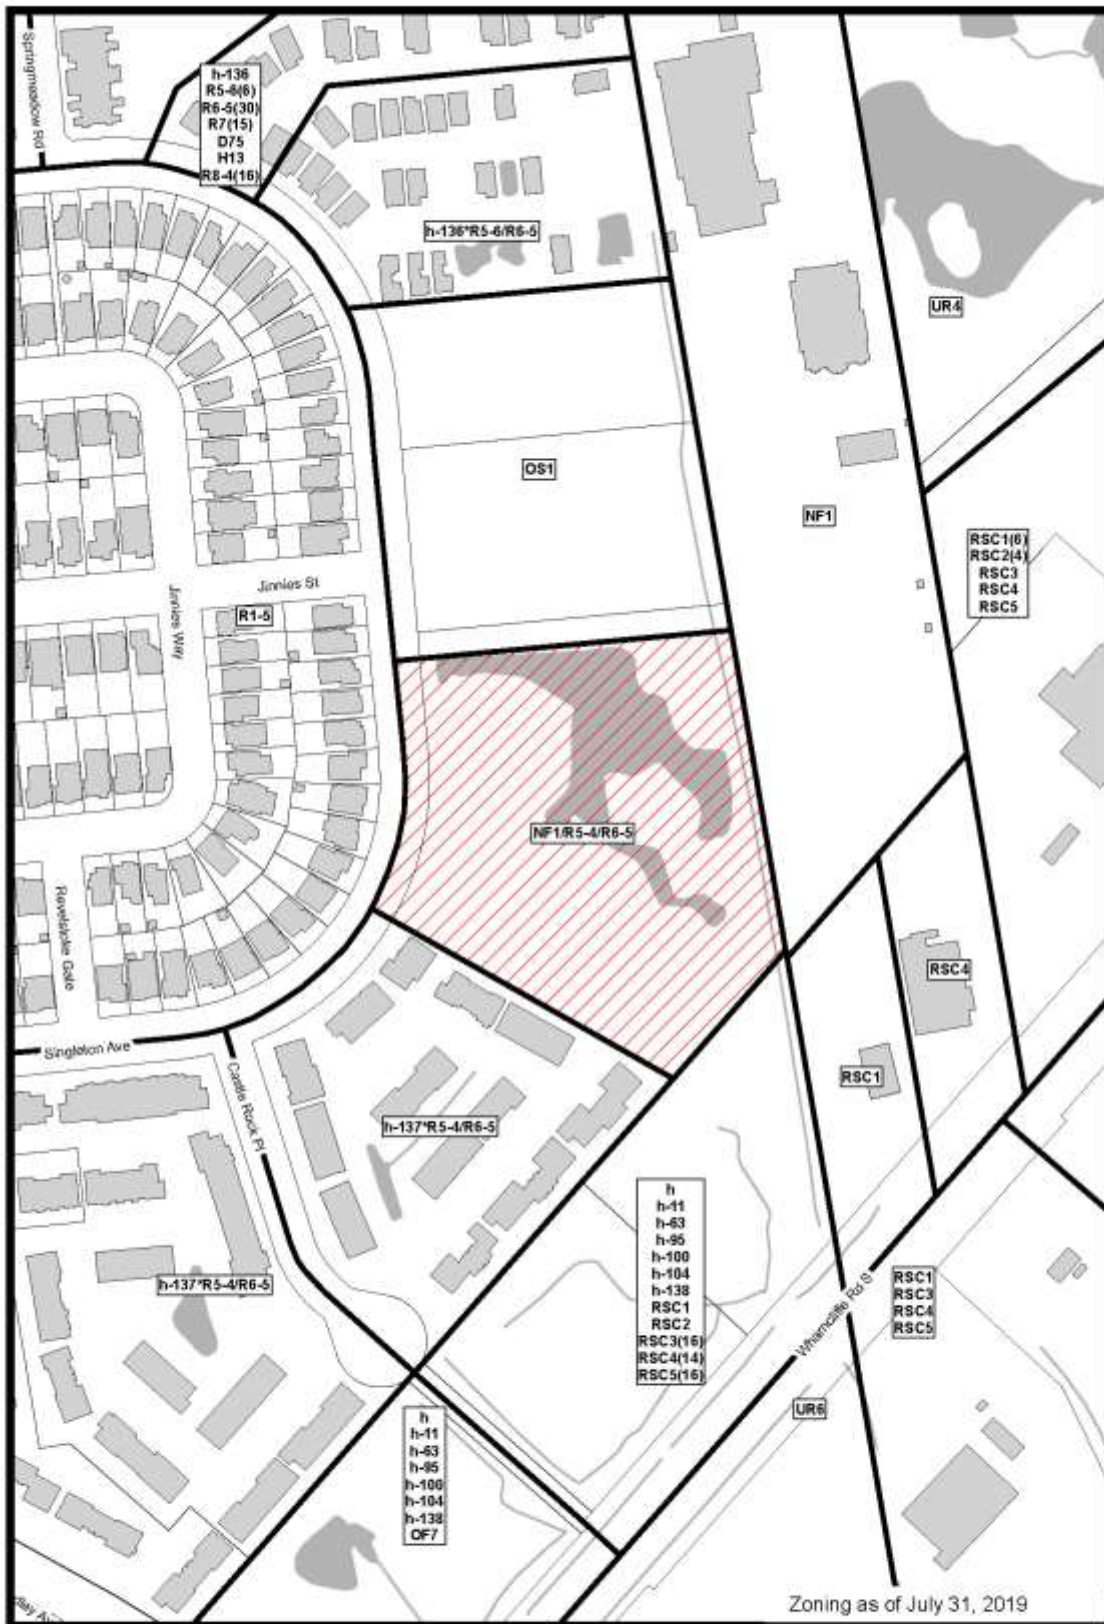 Springmeadow Rd
h-136
R5-6(6)
R6-5(30)
R7(15)
D75
H13
R8-4(16)
h-136*R5-6/R6-5
UR4
OS1
NF1
RSC1(6)
RSC2(4)
RSC3
RSC4
RSC5
Jinnies St
R1-5
Jinnies Way
NF1/R5-4/R6-5
Revelstoke Gate
RSC4
Singleton Ave
RSC1
Castle Rock Pl
h-137*R5-4/R6-5
h
h-11
h-63
h-95
h-100
h-104
h-138
RSC1
RSC2
RSC3(16)
RSC4(14)
RSC5(16)
h-137*R5-4/R6-5
RSC1
RSC3
RSC4
RSC5
Wharncliffe Rd S
UR6
h
h-11
h-63
h-95
h-100
h-104
h-138
OF7
Zoning as of July 31, 2019